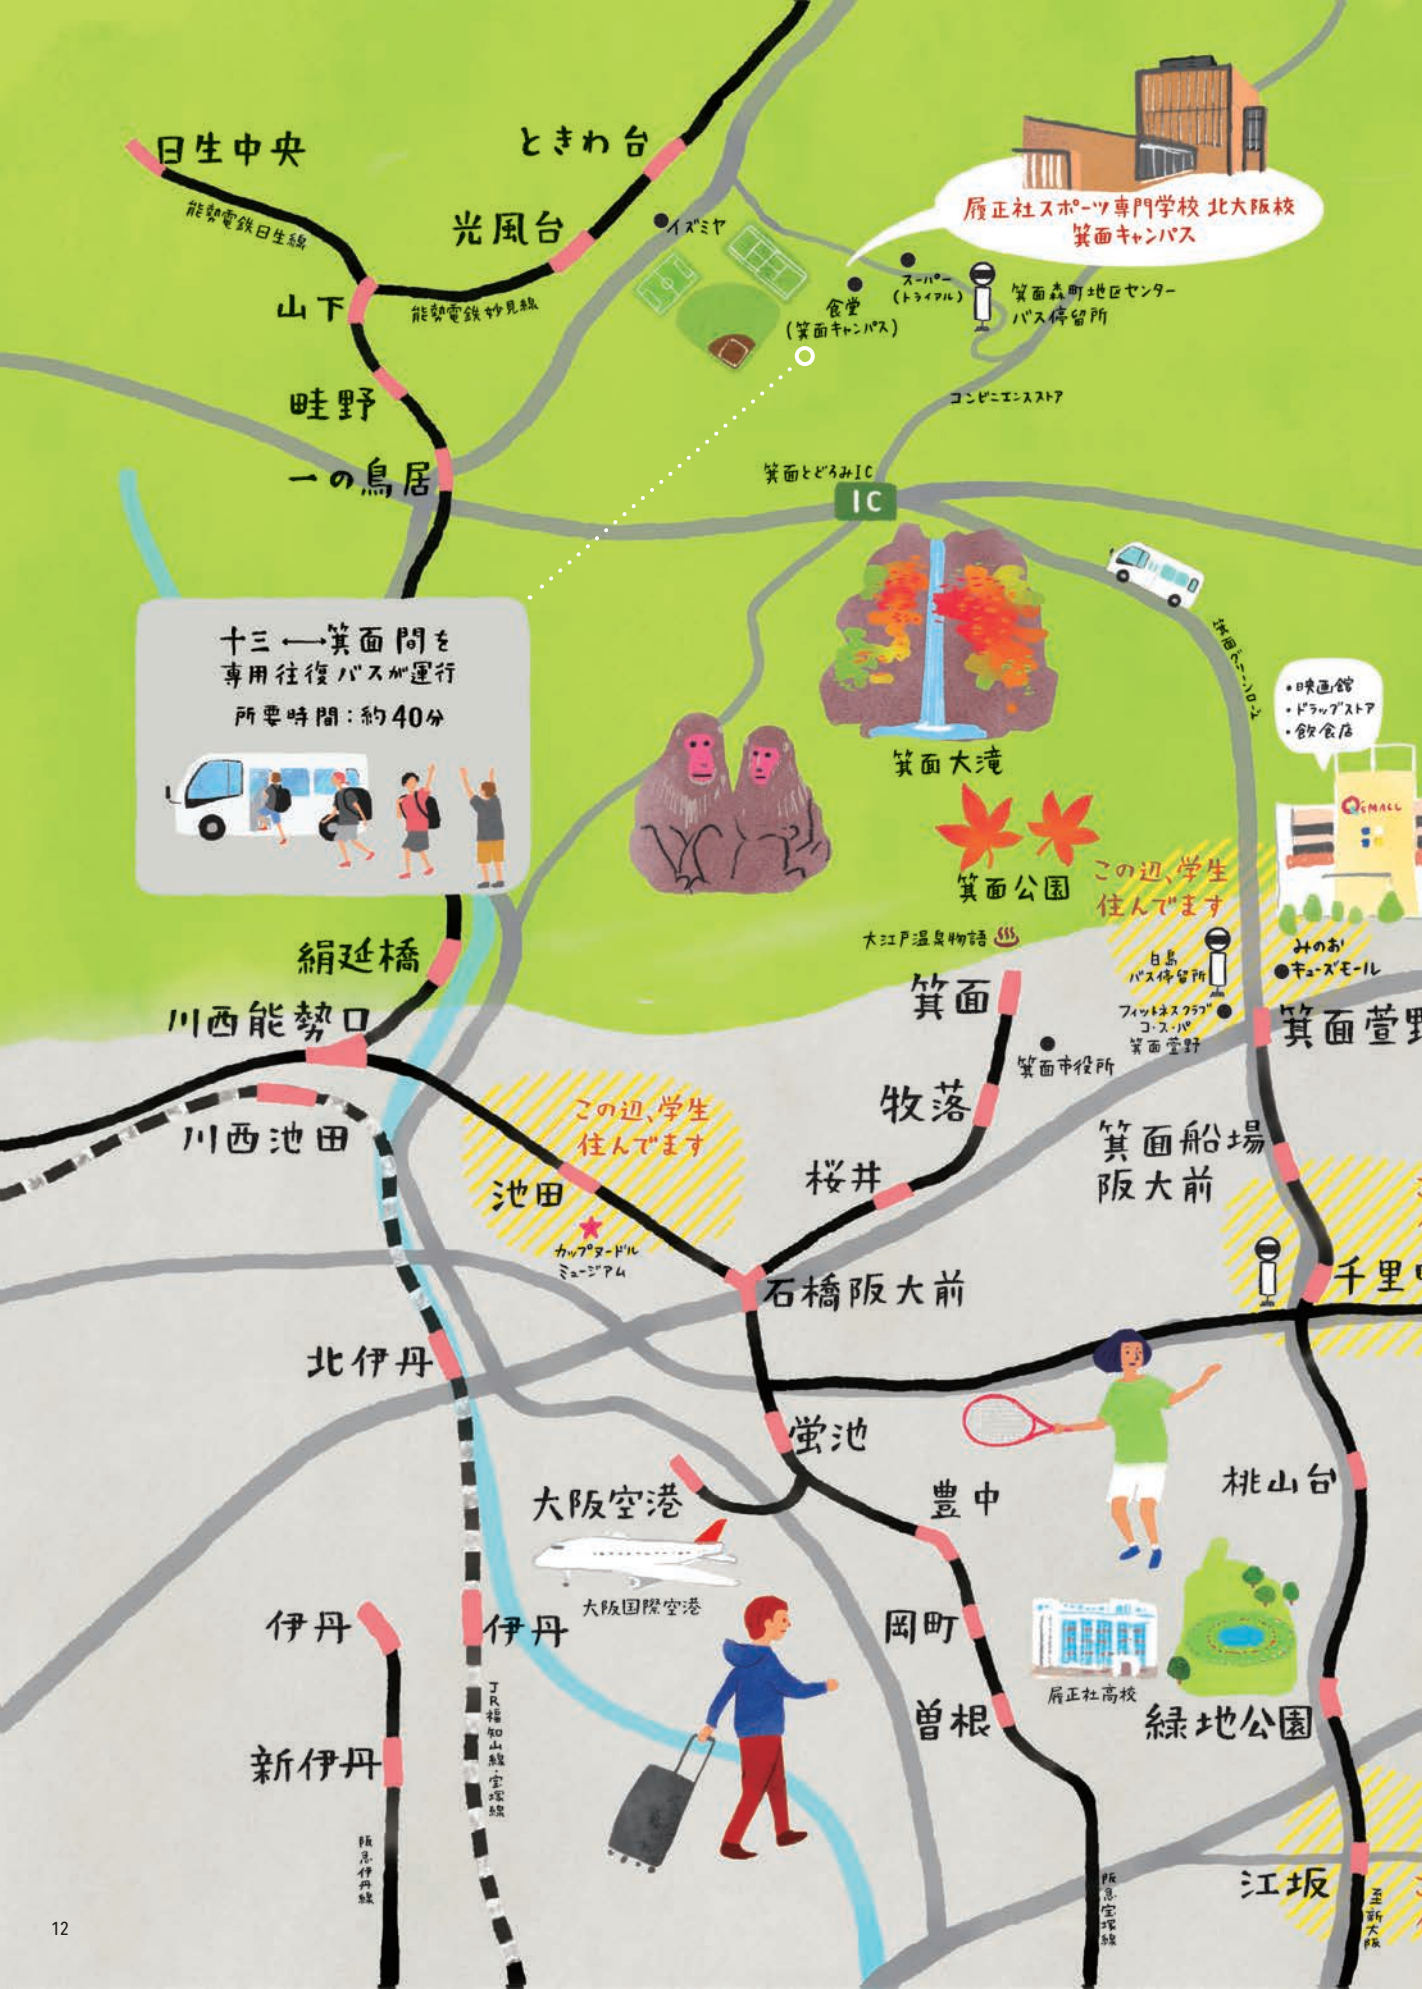 日生中央
ときわ台
能勢電鉄日生線
光風台
イズミヤ
履正社スポーツ専門学校 北大阪校
箕面キャンパス
山下
能勢電鉄妙見線
スーパー
(トライアル)
食堂
(箕面キャンパス)
箕面森町地区センター
バス停留所
畦野
コンビニエンスストア
一の鳥居
箕面とどろみIC
IC
十三⟷箕面間を
専用往復バスが運行
所要時間:約40分
箕面グリーンロード
・映画館
・ドラッグストア
・飲食店
Q'sMALL
箕面大滝
箕面公園
この辺、学生
住んでます
大江戸温泉物語
絹延橋
白島
バス停留所
みのお
キューズモール
川西能勢口
箕面
フィットネスクラブ
コ・ス・パ
箕面萱野
箕面萱野
箕面市役所
川西池田
この辺、学生
住んでます
牧落
箕面船場
阪大前
池田
桜井
カップヌードル
ミュージアム
石橋阪大前
千里
北伊丹
蛍池
大阪空港
豊中
桃山台
大阪国際空港
伊丹
伊丹
岡町
履正社高校
JR福知山線・宝塚線
曽根
緑地公園
新伊丹
阪急伊丹線
阪急宝塚線
江坂
至新大阪
12